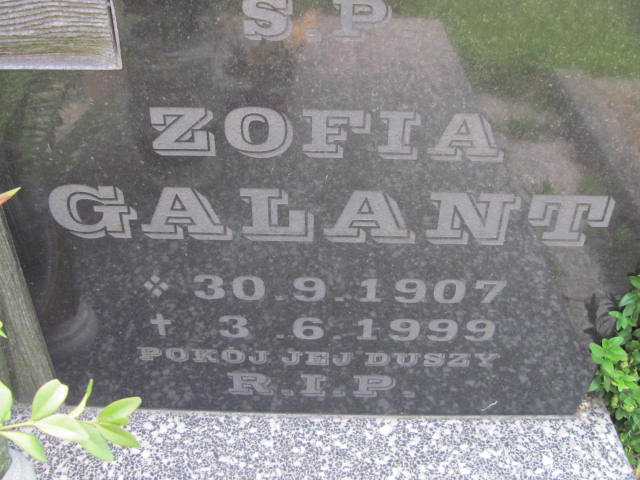 S.P.
ZOFIA
GALANT
30.9.1907
✝ 3.6.1999
POKÓJ JEJ DUSZY
R.I.P.